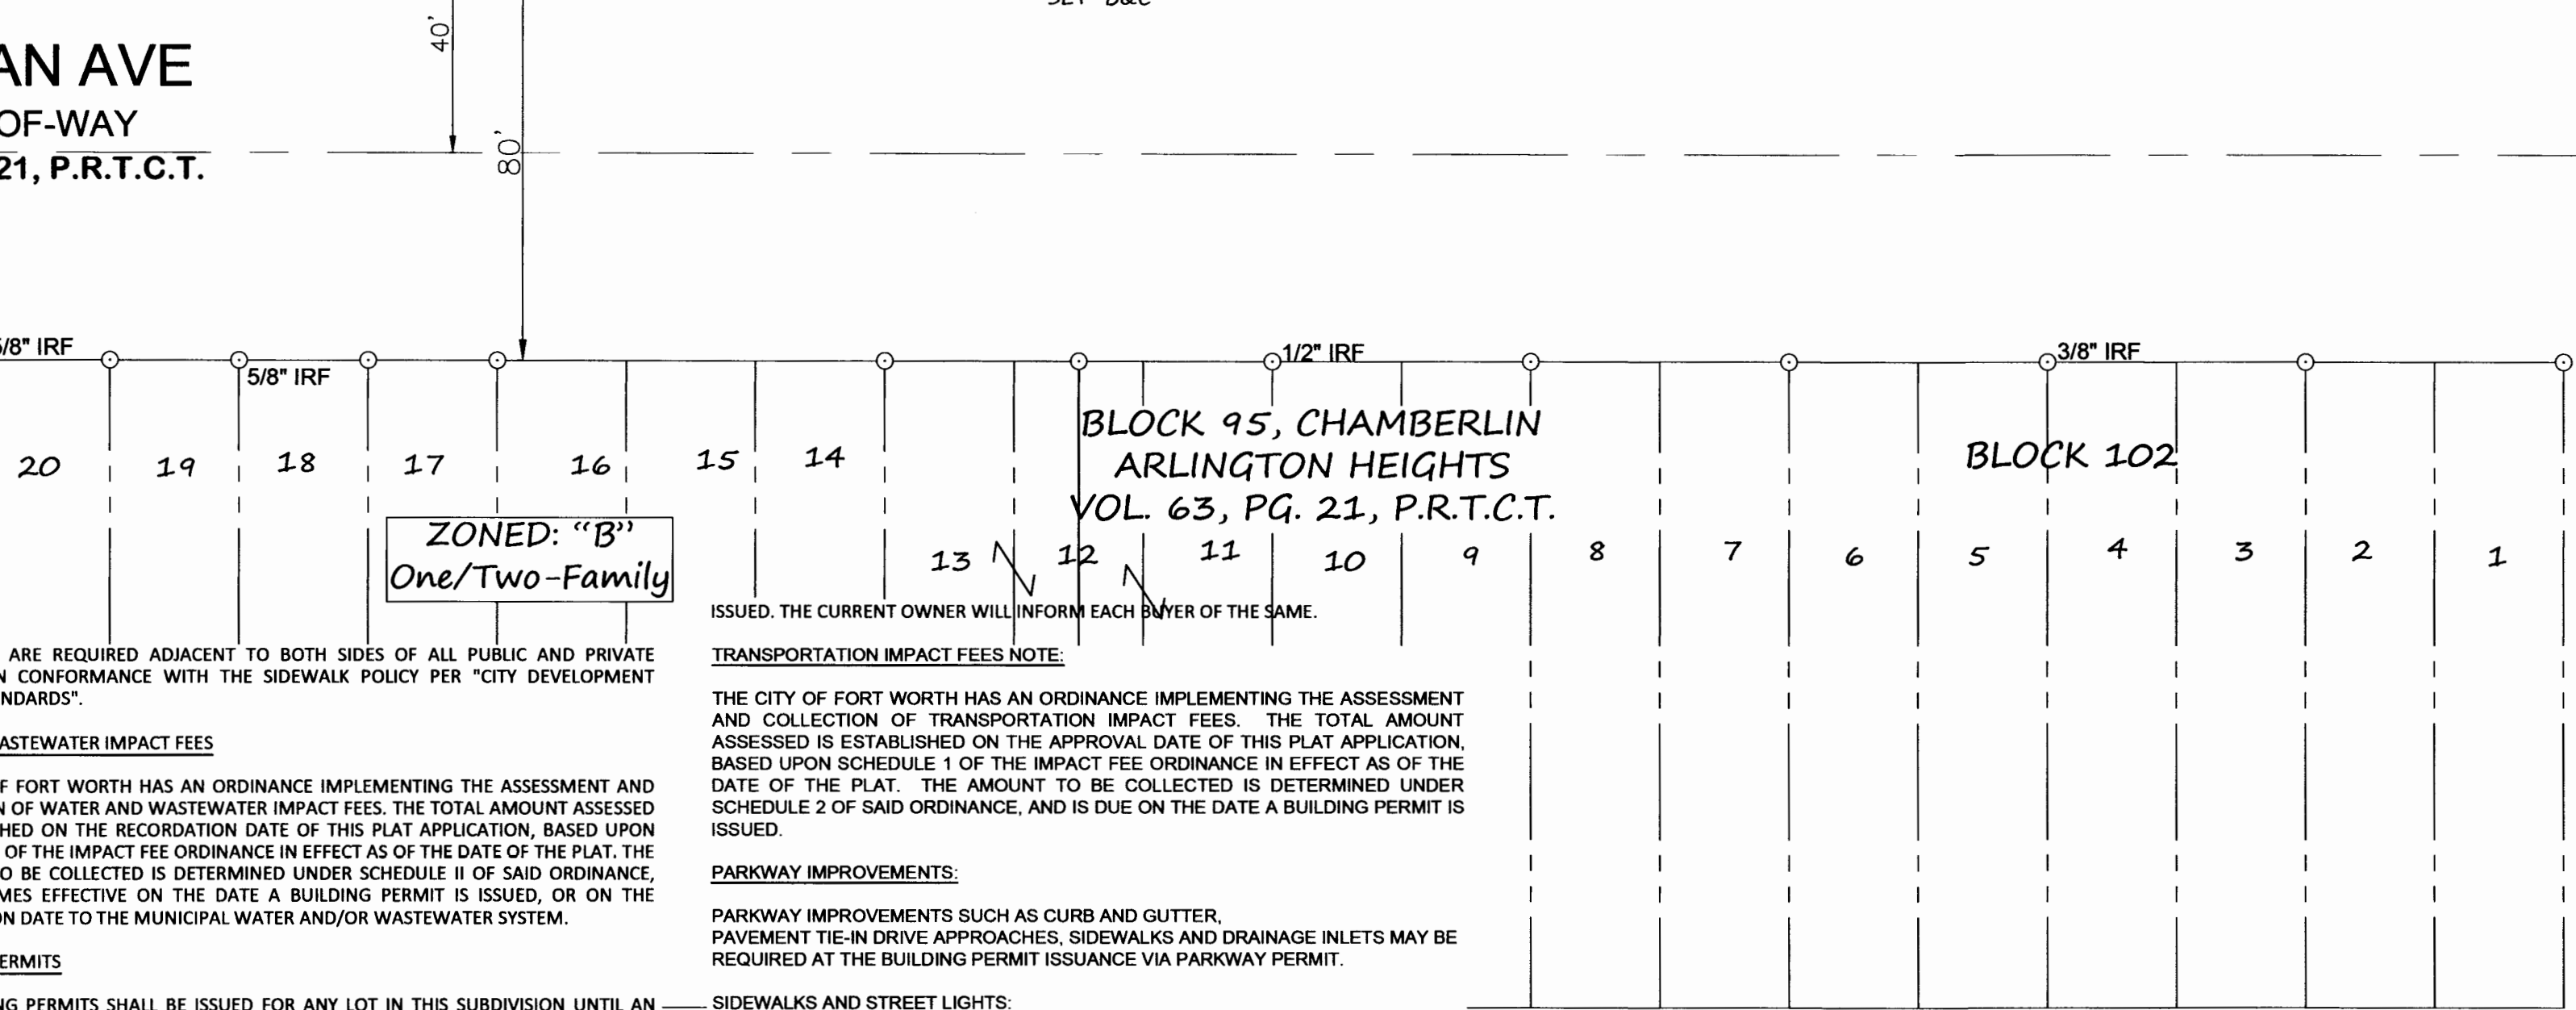 40'
AN AVE
OF-WAY
21, P.R.T.C.T.
80'
5/8" IRF
5/8" IRF
1/2" IRF
3/8" IRF
BLOCK 95, CHAMBERLIN
ARLINGTON HEIGHTS
VOL. 63, PG. 21, P.R.T.C.T.
BLOCK 102
20 19 18 17 16 15 14
ZONED: “B”
One/Two-Family
13 12 11 10 9 8 7 6 5 4 3 2 1
ARE REQUIRED ADJACENT TO BOTH SIDES OF ALL PUBLIC AND PRIVATE
N CONFORMANCE WITH THE SIDEWALK POLICY PER "CITY DEVELOPMENT
NDARDS".
ASTEWATER IMPACT FEES
F FORT WORTH HAS AN ORDINANCE IMPLEMENTING THE ASSESSMENT AND
N OF WATER AND WASTEWATER IMPACT FEES. THE TOTAL AMOUNT ASSESSED
HED ON THE RECORDATION DATE OF THIS PLAT APPLICATION, BASED UPON
OF THE IMPACT FEE ORDINANCE IN EFFECT AS OF THE DATE OF THE PLAT. THE
O BE COLLECTED IS DETERMINED UNDER SCHEDULE II OF SAID ORDINANCE,
MES EFFECTIVE ON THE DATE A BUILDING PERMIT IS ISSUED, OR ON THE
ON DATE TO THE MUNICIPAL WATER AND/OR WASTEWATER SYSTEM.
ERMITS
NG PERMITS SHALL BE ISSUED FOR ANY LOT IN THIS SUBDIVISION UNTIL AN
ISSUED. THE CURRENT OWNER WILL INFORM EACH BUYER OF THE SAME.
TRANSPORTATION IMPACT FEES NOTE:
THE CITY OF FORT WORTH HAS AN ORDINANCE IMPLEMENTING THE ASSESSMENT
AND COLLECTION OF TRANSPORTATION IMPACT FEES. THE TOTAL AMOUNT
ASSESSED IS ESTABLISHED ON THE APPROVAL DATE OF THIS PLAT APPLICATION,
BASED UPON SCHEDULE 1 OF THE IMPACT FEE ORDINANCE IN EFFECT AS OF THE
DATE OF THE PLAT. THE AMOUNT TO BE COLLECTED IS DETERMINED UNDER
SCHEDULE 2 OF SAID ORDINANCE, AND IS DUE ON THE DATE A BUILDING PERMIT IS
ISSUED.
PARKWAY IMPROVEMENTS:
PARKWAY IMPROVEMENTS SUCH AS CURB AND GUTTER,
PAVEMENT TIE-IN DRIVE APPROACHES, SIDEWALKS AND DRAINAGE INLETS MAY BE
REQUIRED AT THE BUILDING PERMIT ISSUANCE VIA PARKWAY PERMIT.
SIDEWALKS AND STREET LIGHTS: